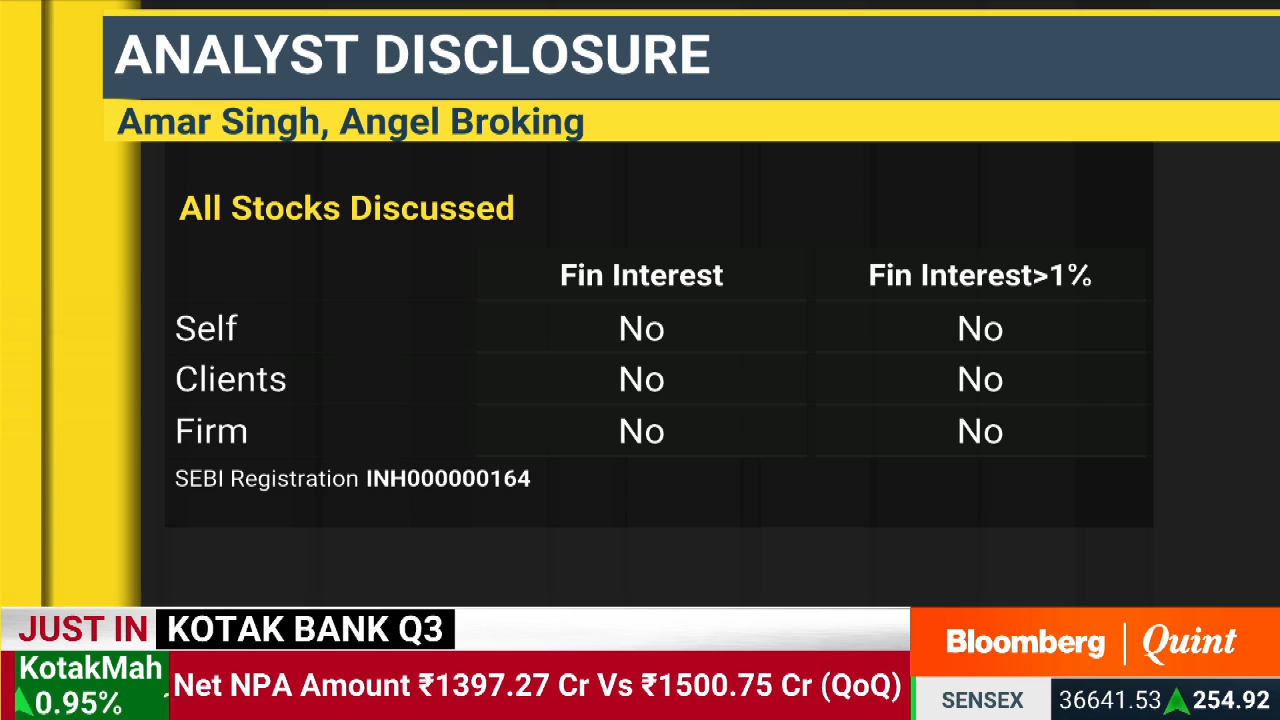 ANALYST DISCLOSURE
Amar Singh, Angel Broking
All Stocks Discussed
Fin Interest Fin Interest>1%
Self No No
Clients No No
Firm No No
SEBI Registration INH000000164
JUST IN KOTAK BANK Q3
KotakMah
0.95%
Net NPA Amount ₹1397.27 Cr Vs ₹1500.75 Cr (QoQ)
Bloomberg | Quint
SENSEX 36641.53 254.92